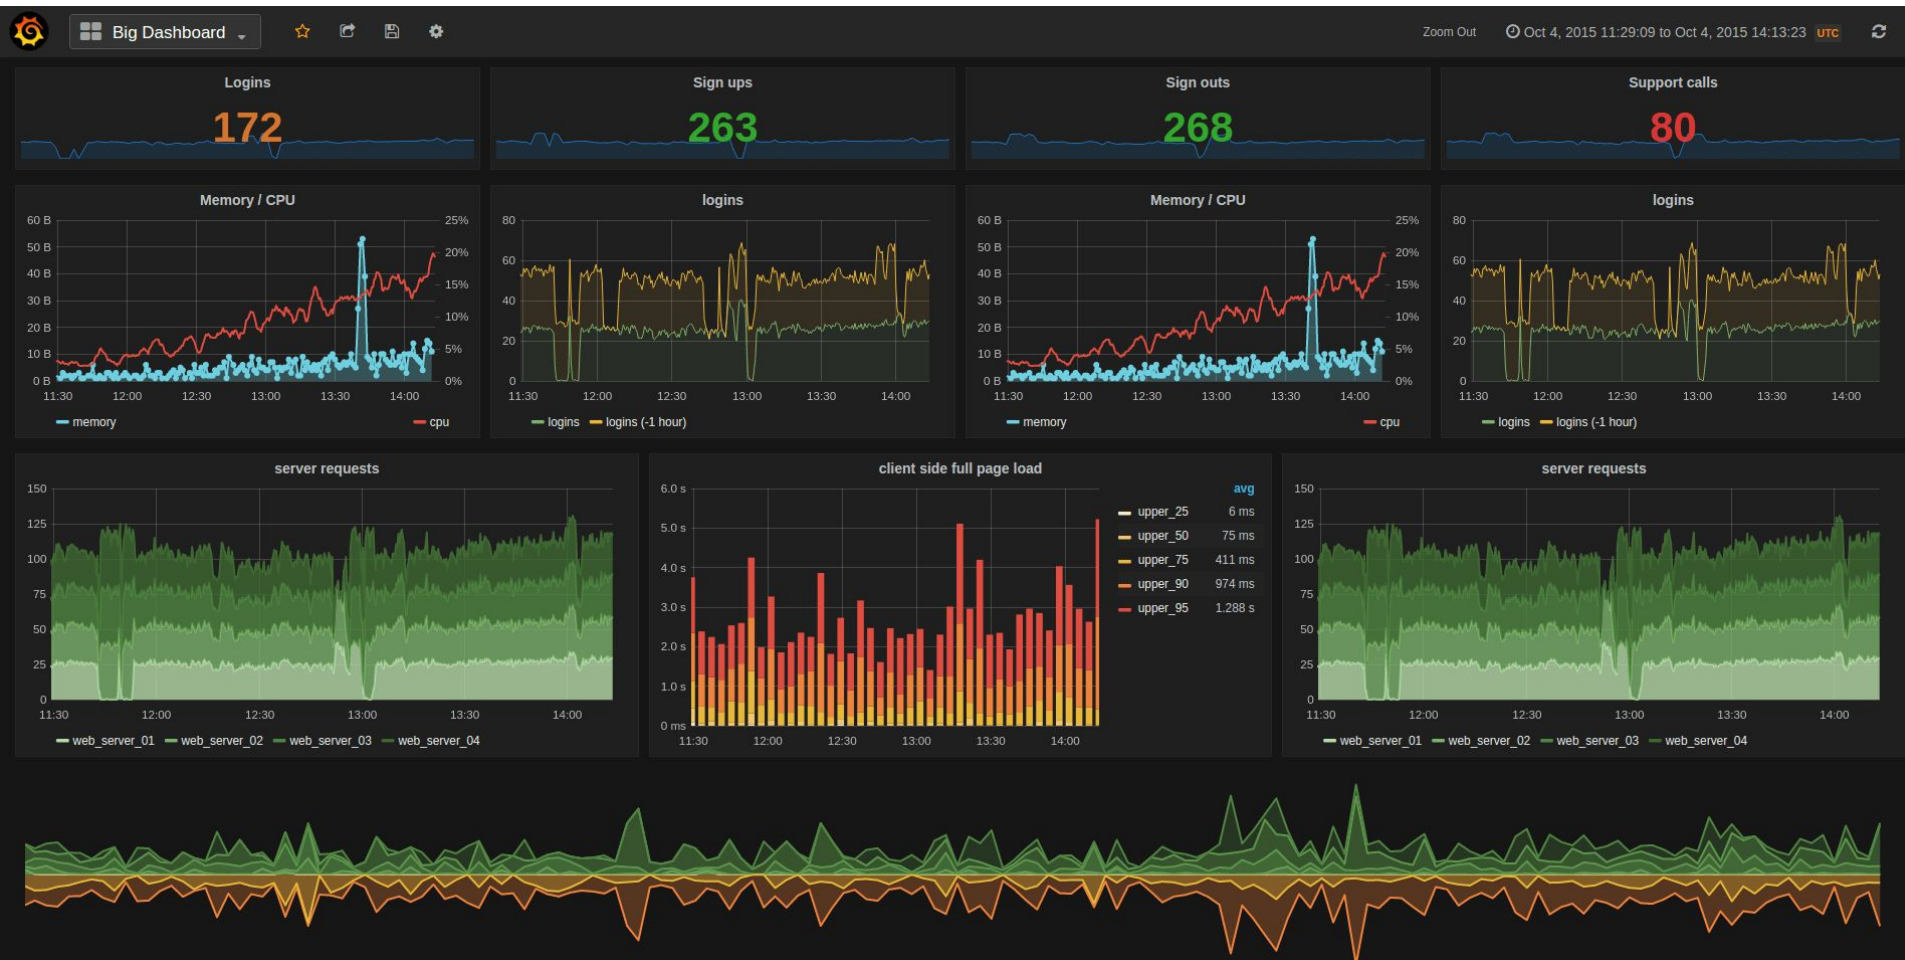 Big Dashboard
Zoom Out
Oct 4, 2015 11:29:09 to Oct 4, 2015 14:13:23 UTC
Logins
172
Sign ups
263
Sign outs
268
Support calls
80
Memory / CPU
60 B
50 B
40 B
30 B
20 B
10 B
0 B
25%
20%
15%
10%
5%
0%
11:30 12:00 12:30 13:00 13:30 14:00
memory cpu
logins
80
60
40
20
0
11:30 12:00 12:30 13:00 13:30 14:00
logins logins (-1 hour)
Memory / CPU
60 B
50 B
40 B
30 B
20 B
10 B
0 B
25%
20%
15%
10%
5%
0%
11:30 12:00 12:30 13:00 13:30 14:00
memory cpu
logins
80
60
40
20
0
11:30 12:00 12:30 13:00 13:30 14:00
logins logins (-1 hour)
server requests
150
125
100
75
50
25
0
11:30 12:00 12:30 13:00 13:30 14:00
web_server_01 web_server_02 web_server_03 web_server_04
client side full page load
6.0 s
5.0 s
4.0 s
3.0 s
2.0 s
1.0 s
0 ms
11:30 12:00 12:30 13:00 13:30 14:00
avg
upper_25 6 ms
upper_50 75 ms
upper_75 411 ms
upper_90 974 ms
upper_95 1.288 s
server requests
150
125
100
75
50
25
0
11:30 12:00 12:30 13:00 13:30 14:00
web_server_01 web_server_02 web_server_03 web_server_04